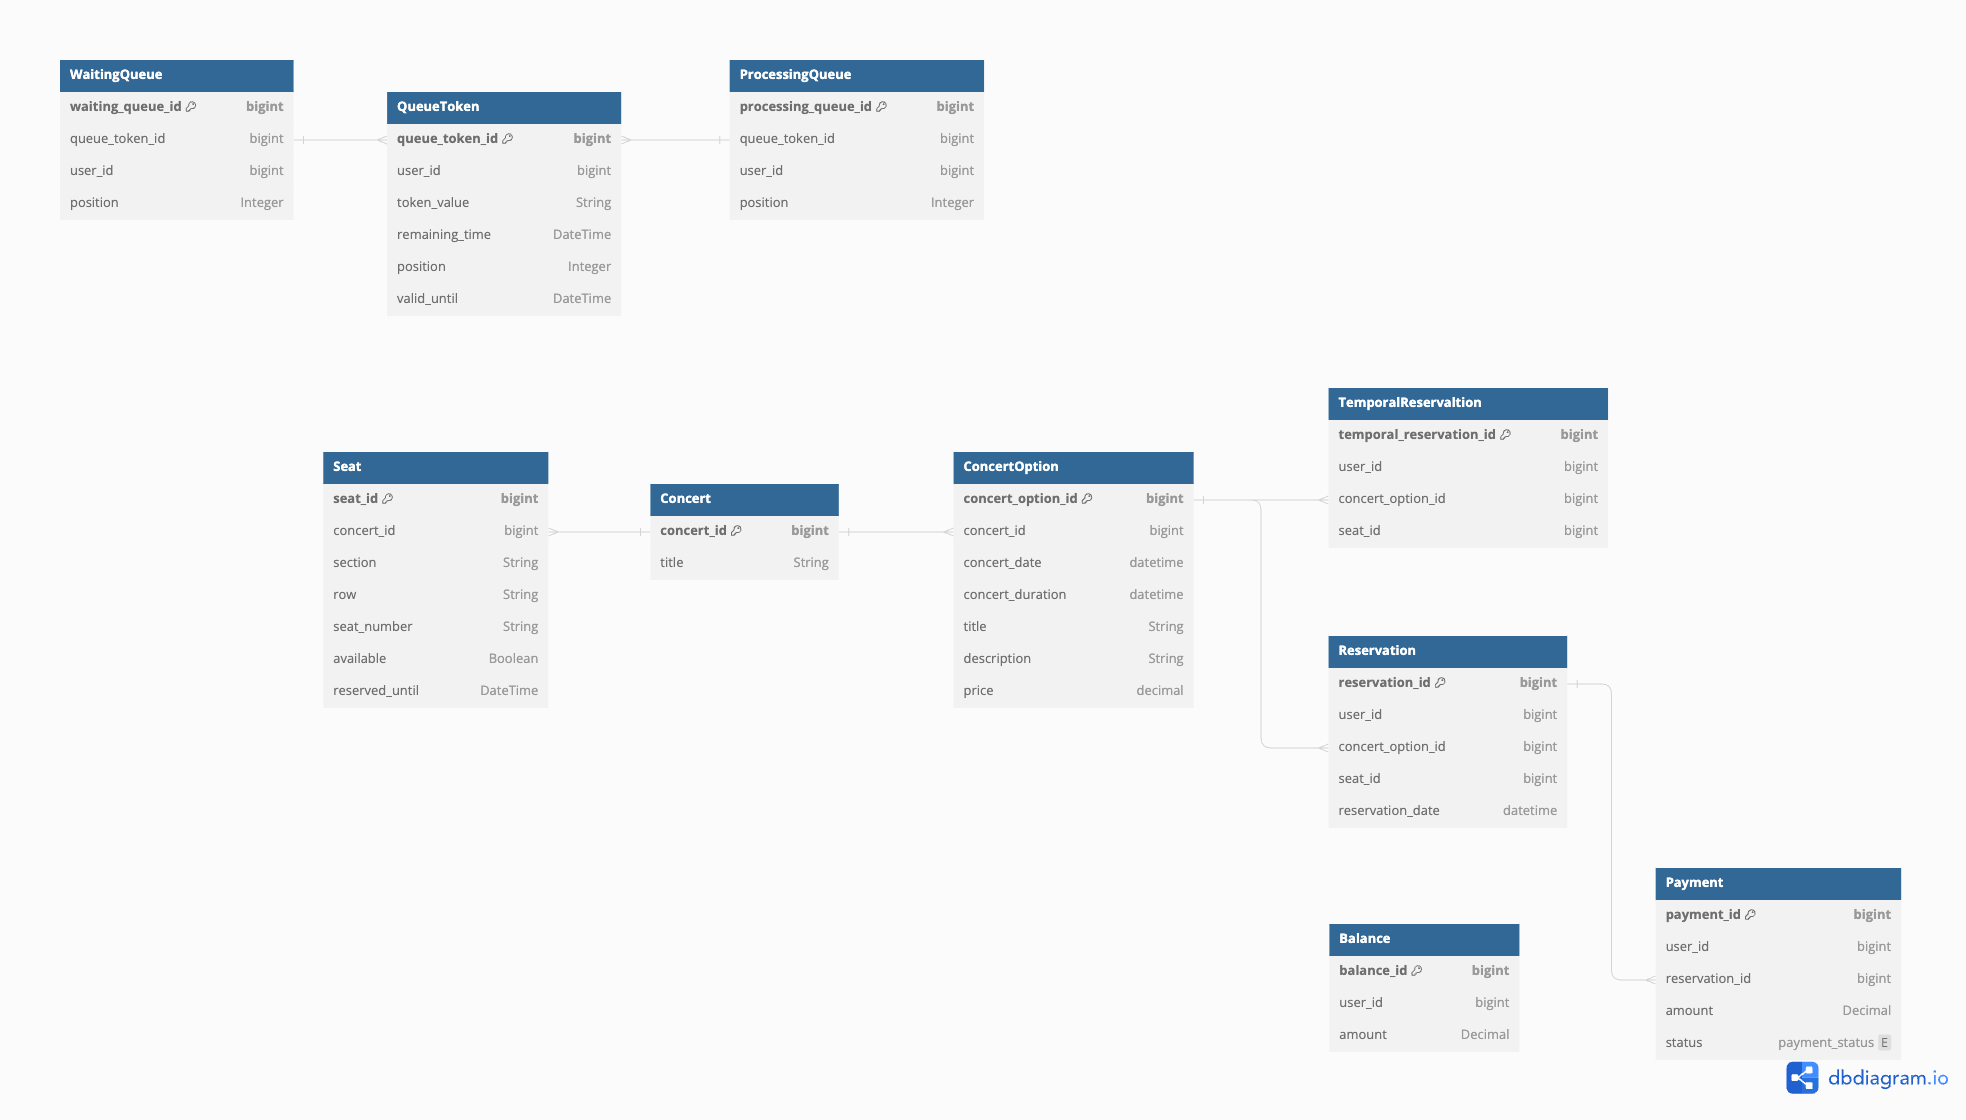 WaitingQueue
waiting_queue_id bigint
queue_token_id bigint
user_id bigint
position Integer
QueueToken
queue_token_id bigint
user_id bigint
token_value String
remaining_time DateTime
position Integer
valid_until DateTime
ProcessingQueue
processing_queue_id bigint
queue_token_id bigint
user_id bigint
position Integer
Seat
seat_id bigint
concert_id bigint
section String
row String
seat_number String
available Boolean
reserved_until DateTime
Concert
concert_id bigint
title String
ConcertOption
concert_option_id bigint
concert_id bigint
concert_date datetime
concert_duration datetime
title String
description String
price decimal
TemporalReservaltion
temporal_reservation_id bigint
user_id bigint
concert_option_id bigint
seat_id bigint
Reservation
reservation_id bigint
user_id bigint
concert_option_id bigint
seat_id bigint
reservation_date datetime
Balance
balance_id bigint
user_id bigint
amount Decimal
Payment
payment_id bigint
user_id bigint
reservation_id bigint
amount Decimal
status payment_status E
dbdiagram.io